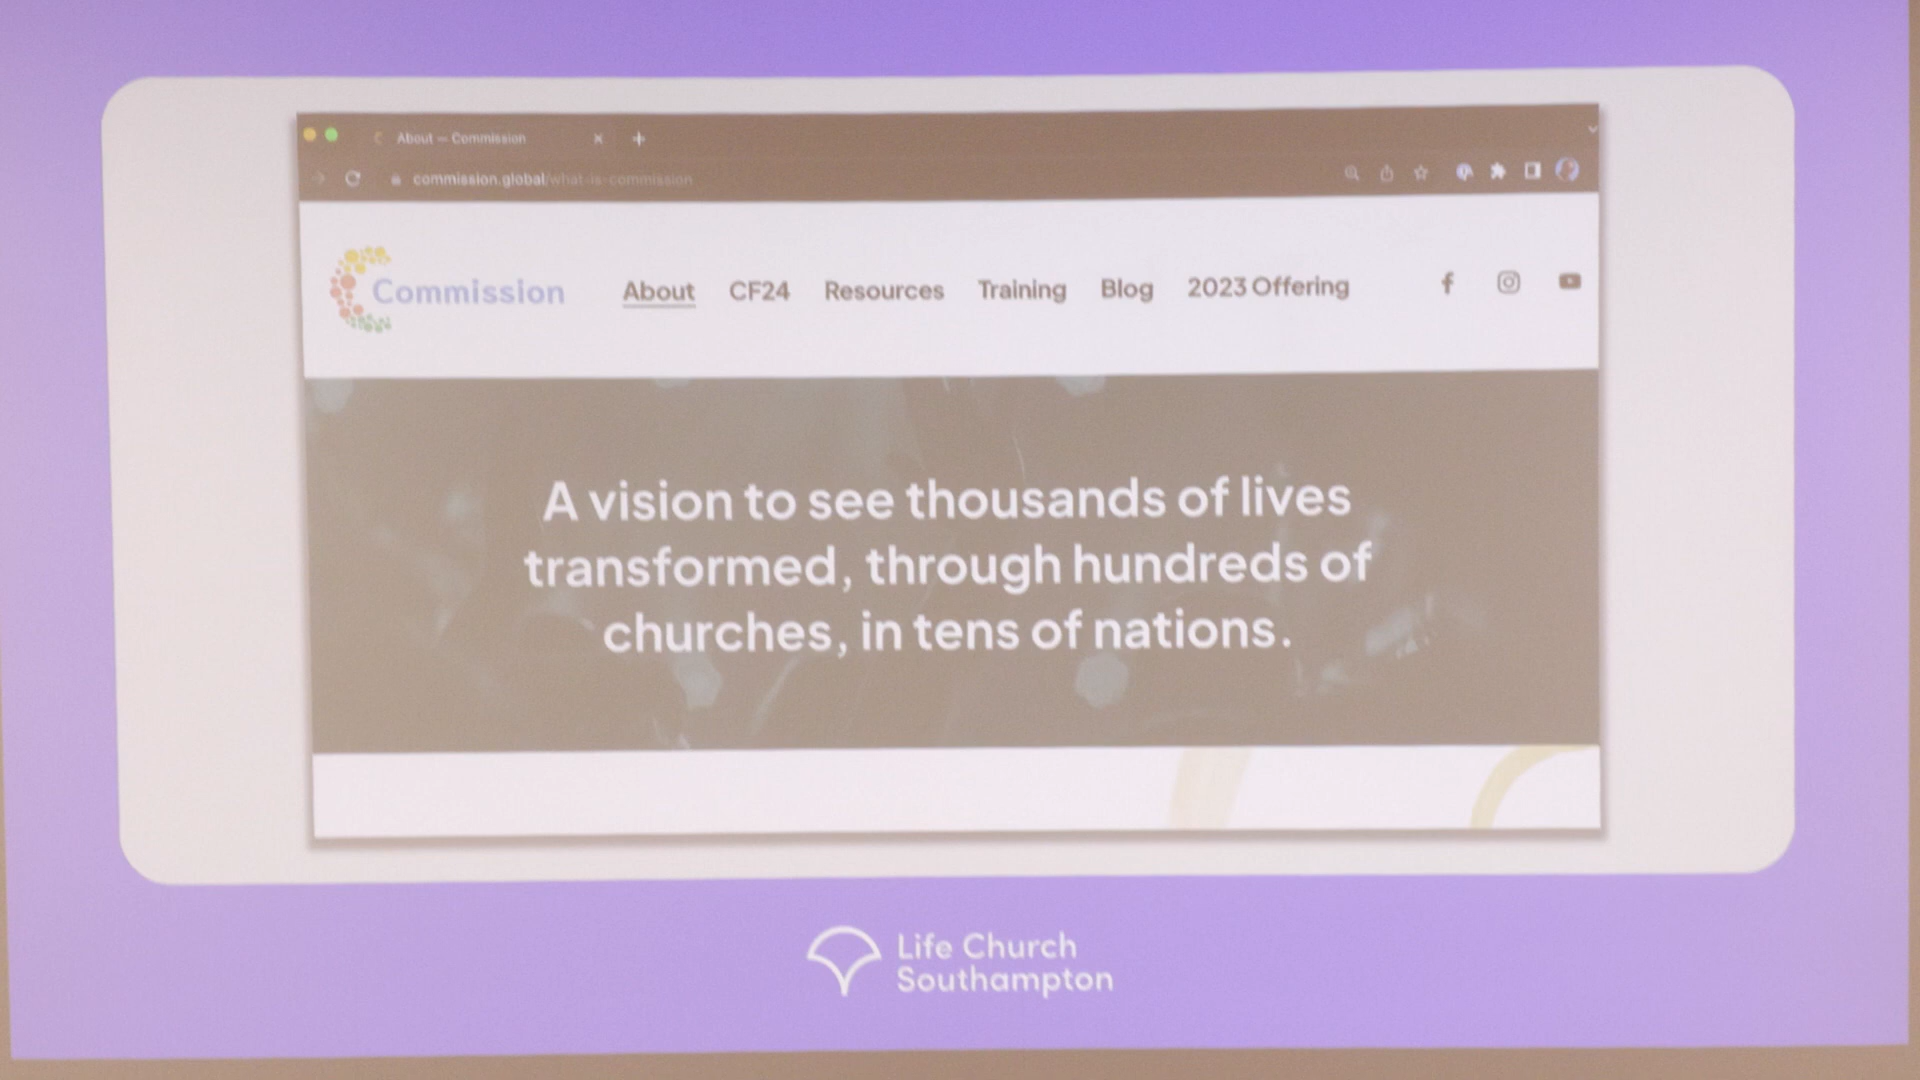 About — Commission
commission.global/what-is-commission
Commission
About CF24 Resources Training Blog 2023 Offering
A vision to see thousands of lives
transformed, through hundreds of
churches, in tens of nations.
Life Church
Southampton